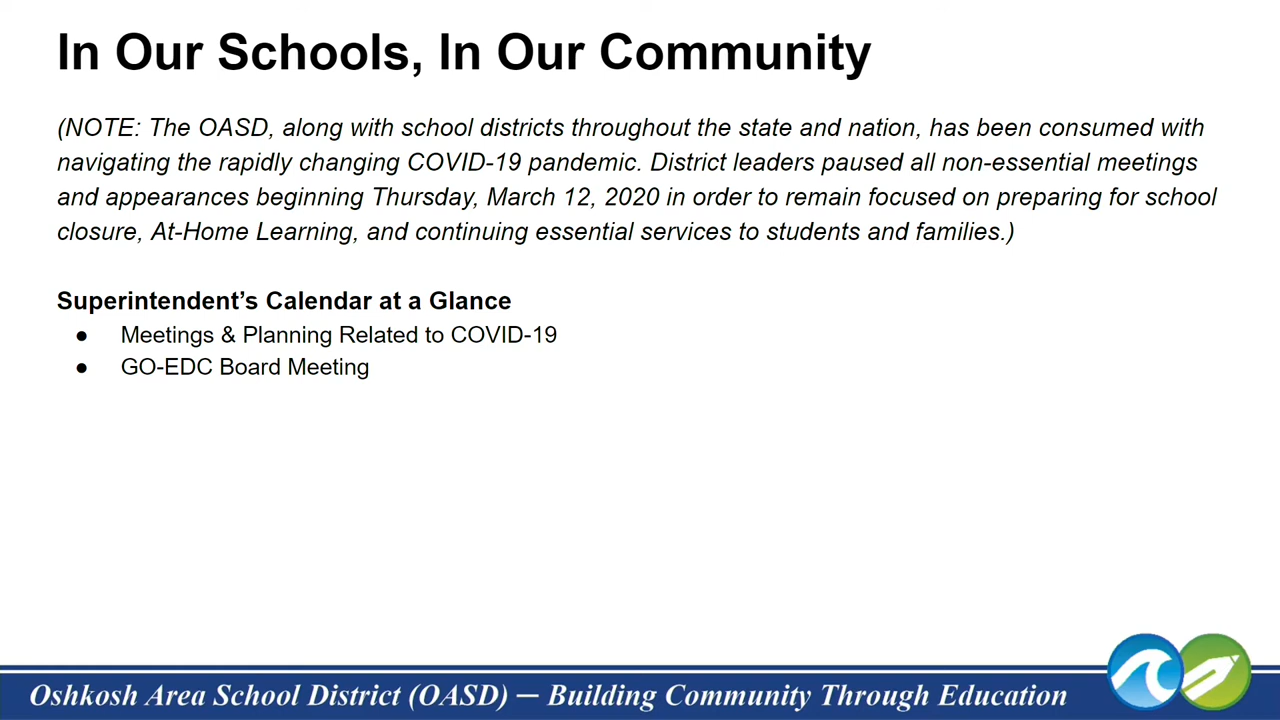 In Our Schools, In Our Community
(NOTE: The OASD, along with school districts throughout the state and nation, has been consumed with
navigating the rapidly changing COVID-19 pandemic. District leaders paused all non-essential meetings
and appearances beginning Thursday, March 12, 2020 in order to remain focused on preparing for school
closure, At-Home Learning, and continuing essential services to students and families.)
Superintendent’s Calendar at a Glance
● Meetings & Planning Related to COVID-19
● GO-EDC Board Meeting
Oshkosh Area School District (OASD) — Building Community Through Education